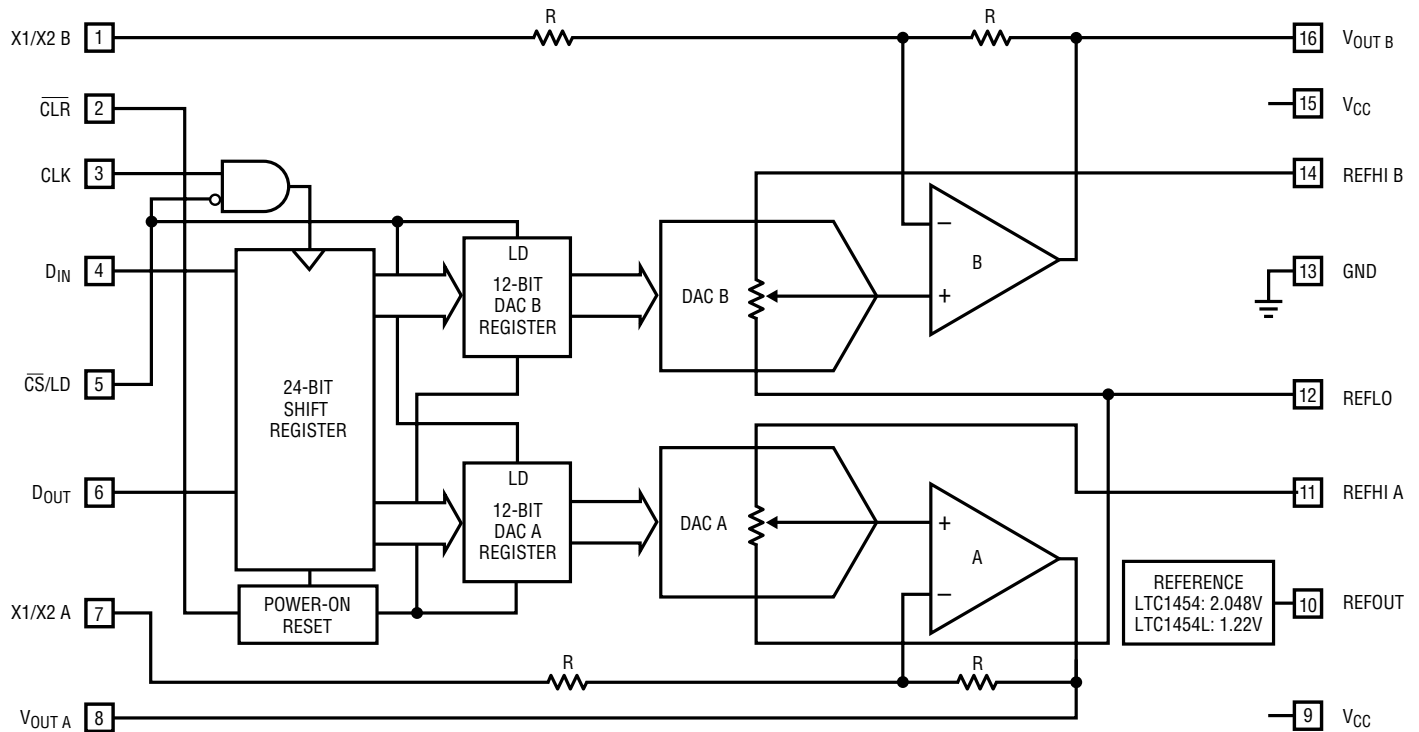 R
R
X1/X2 B 1
16 VOUT B
CLR 2
15 VCC
CLK 3
14 REFHI B
LD
12-BIT
DAC B
REGISTER
DAC B
–
B
+
DIN 4
13 GND
CS/LD 5
24-BIT
SHIFT
REGISTER
12 REFLO
LD
12-BIT
DAC A
REGISTER
DAC A
+
A
–
DOUT 6
11 REFHI A
POWER-ON
RESET
REFERENCE
LTC1454: 2.048V
LTC1454L: 1.22V
10 REFOUT
X1/X2 A 7
R
R
VOUT A 8
9 VCC